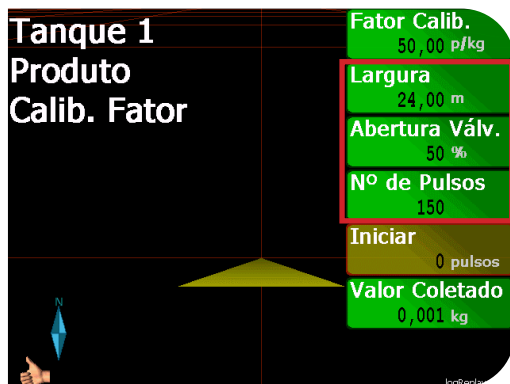 Tanque 1
Produto
Calib. Fator
Fator Calib.
50,00 p/kg
Largura
24,00 m
Abertura Válv.
50 %
Nº de Pulsos
150
Iniciar
0 pulsos
Valor Coletado
0,001 kg
N